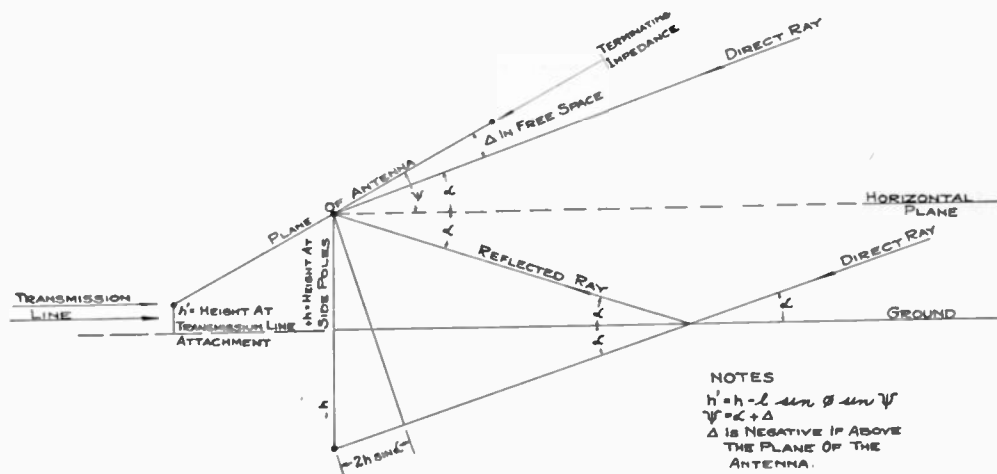 TERMINATING
IMPEDANCE
DIRECT RAY
Δ IN FREE SPACE
PLANE OF ANTENNA
ψ
α
α
HORIZONTAL
PLANE
DIRECT RAY
REFLECTED RAY
TRANSMISSION
LINE
h' = HEIGHT AT
TRANSMISSIUM LINE
ATTACHMENT
+h = HEIGHT AT
SIDE POLES
α
α
α
GROUND
-h
2h SIN α
NOTES
h' = h - l sin ø sin ψ
ψ = α + Δ
Δ IS NEGATIVE IF ABOVE
THE PLANE OF THE
ANTENNA.